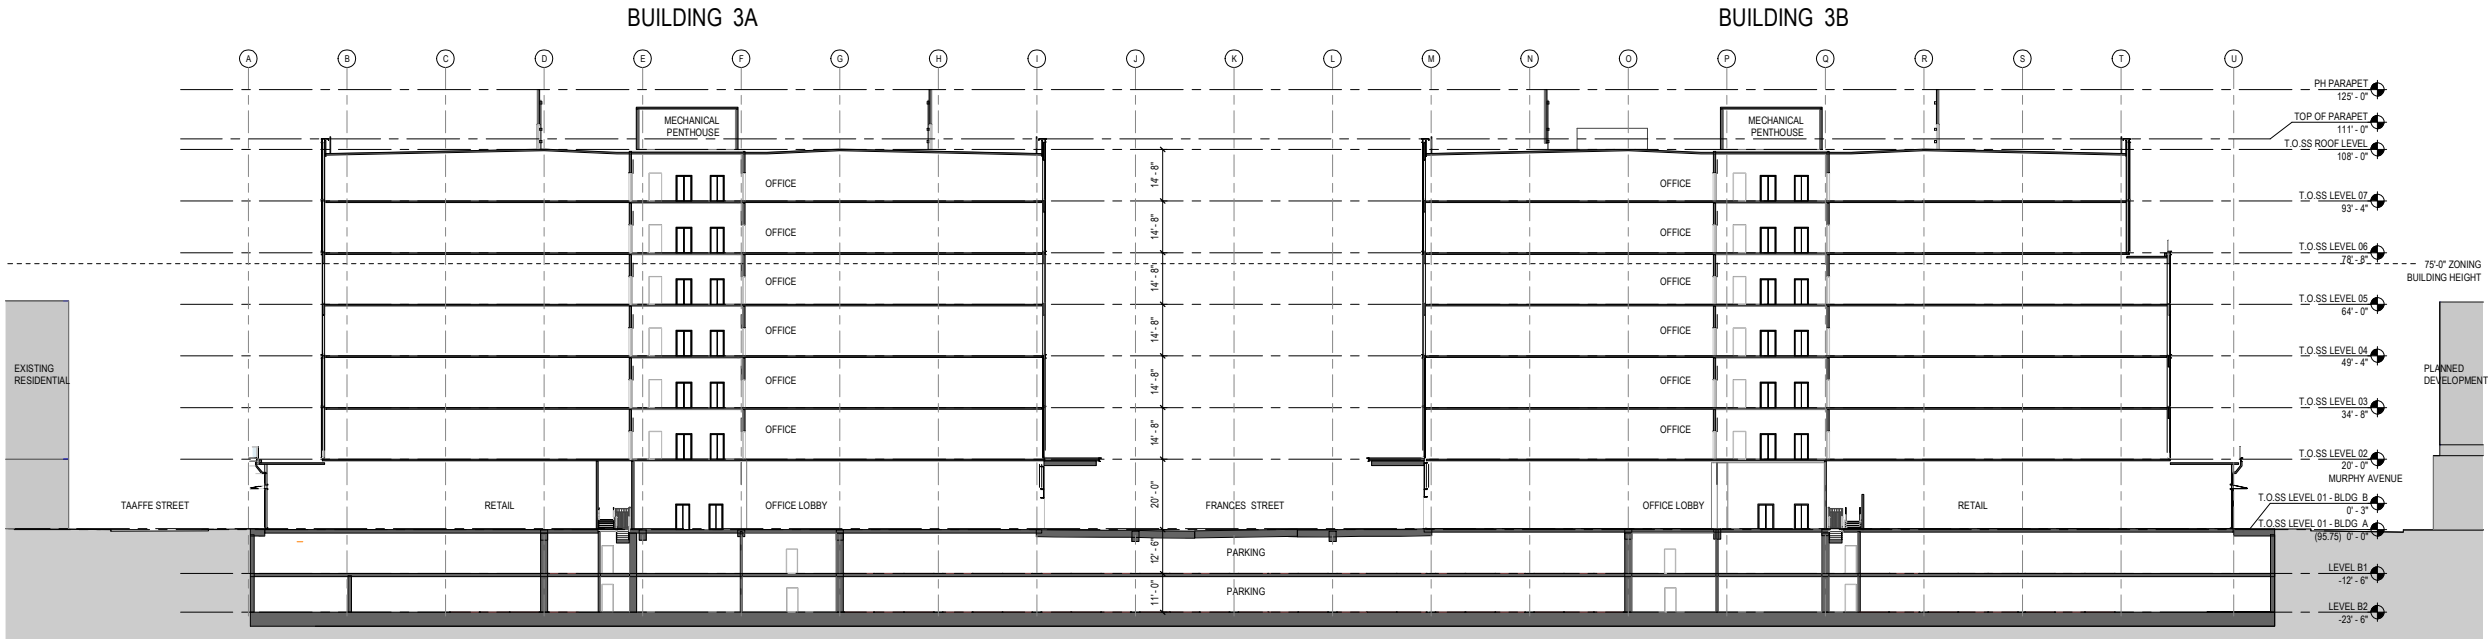 BUILDING 3A
BUILDING 3B
A B C D E F G H I J K L M N O P Q R S T U
PH PARAPET
125' - 0"
MECHANICAL
PENTHOUSE
MECHANICAL
PENTHOUSE
TOP OF PARAPET
111' - 0"
T.O.SS ROOF LEVEL
108' - 0"
OFFICE
14' - 8"
OFFICE
T.O.SS LEVEL 07
93' - 4"
OFFICE
14' - 8"
OFFICE
T.O.SS LEVEL 06
78' - 8"
75'-0" ZONING
BUILDING HEIGHT
OFFICE
14' - 8"
OFFICE
T.O.SS LEVEL 05
64' - 0"
OFFICE
14' - 8"
OFFICE
T.O.SS LEVEL 04
49' - 4"
EXISTING
RESIDENTIAL
PLANNED
DEVELOPMENT
OFFICE
14' - 8"
OFFICE
T.O.SS LEVEL 03
34' - 8"
OFFICE
14' - 8"
OFFICE
T.O.SS LEVEL 02
20' - 0"
MURPHY AVENUE
TAAFFE STREET
RETAIL
OFFICE LOBBY
20' - 0"
FRANCES STREET
OFFICE LOBBY
RETAIL
T.O.SS LEVEL 01 - BLDG B
0' - 3"
T.O.SS LEVEL 01 - BLDG A
(95.75) 0' - 0"
12' - 6"
PARKING
LEVEL B1
-12' - 6"
11' - 0"
PARKING
LEVEL B2
-23' - 6"